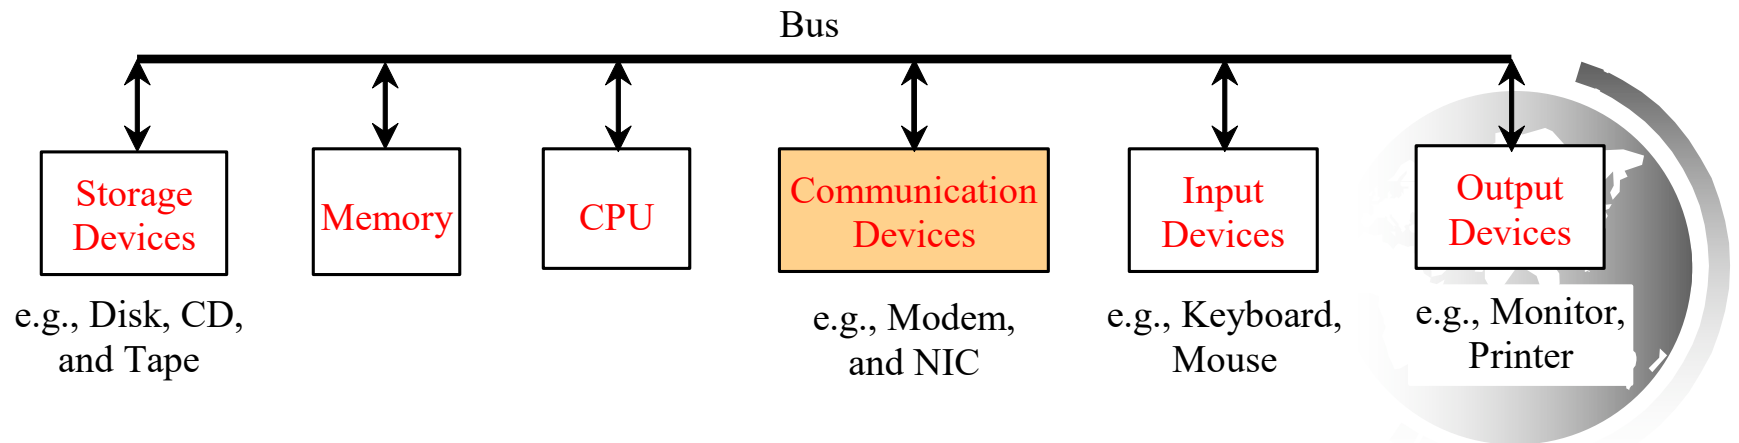 Bus
Storage
Devices
Memory
CPU
Communication
Devices
Input
Devices
Output
Devices
e.g., Disk, CD,
and Tape
e.g., Modem,
and NIC
e.g., Keyboard,
Mouse
e.g., Monitor,
Printer